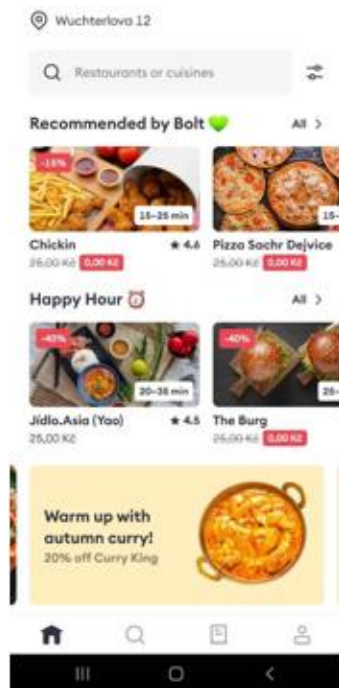 Wuchterlova 12
Restaurants or cuisines
Recommended by Bolt
All >
-15%
15-25 min
15-
Chickin
★ 4.6
Pizza Sachr Dejvice
25,00 Kč 0,00 Kč
25,00 Kč 0,00 Kč
Happy Hour
All >
-40%
20-35 min
-40%
25-
Jídlo.Asia (Yao)
★ 4.5
The Burg
25,00 Kč
25,00 Kč 0,00 Kč
Warm up with
autumn curry!
20% off Curry King